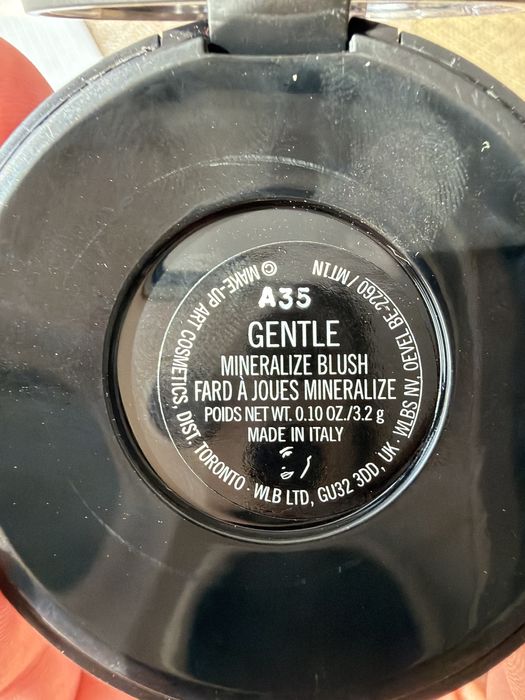 A35
GENTLE
MINERALIZE BLUSH
FARD À JOUES MINERALIZE
POIDS NET WT. 0.10 OZ./3.2 g
MADE IN ITALY
© MAKE-UP ART COSMETICS, DIST. TORONTO · WLB LTD, GU32 3DD, UK · WLBS NV, OEVEL BE-2260 / MT1N